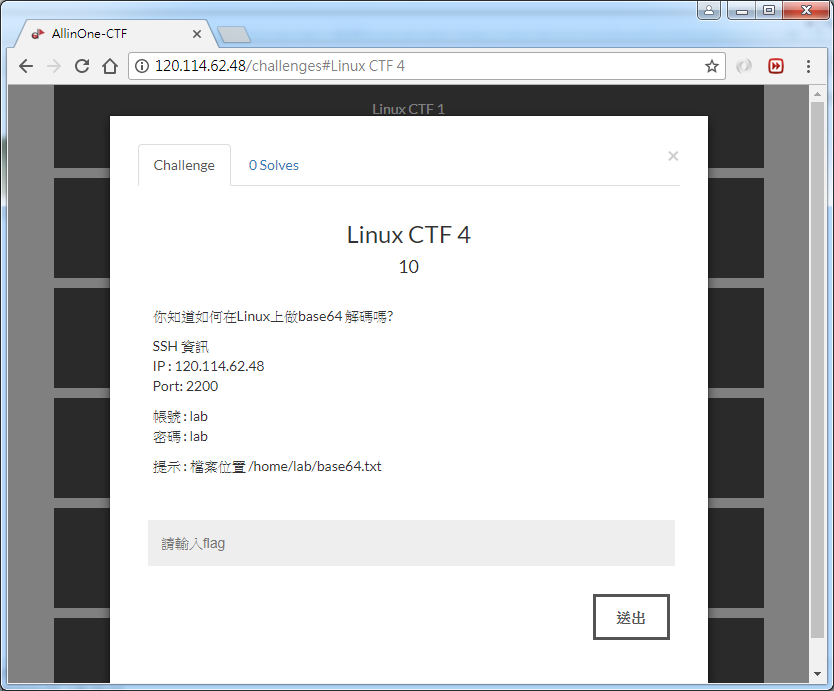 AllinOne-CTF
120.114.62.48/challenges#Linux CTF 4
Linux CTF 1
Challenge
0 Solves
×
Linux CTF 4
10
你知道如何在Linux上做base64 解碼嗎?
SSH 資訊
IP : 120.114.62.48
Port: 2200
帳號 : lab
密碼 : lab
提示 : 檔案位置 /home/lab/base64.txt
請輸入flag
送出